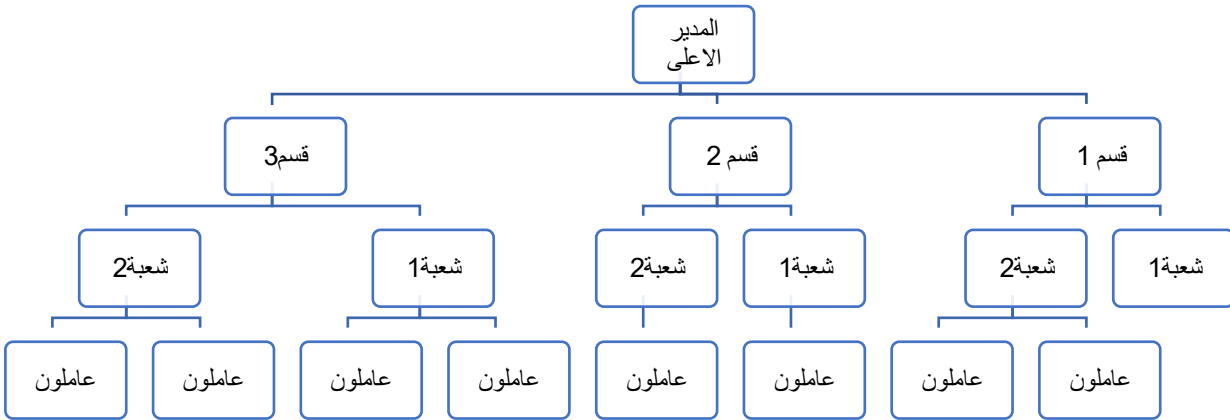 المدير
الاعلى
قسم 1
قسم 2
قسم3
شعبة1
شعبة2
شعبة1
شعبة2
شعبة1
شعبة2
عاملون
عاملون
عاملون
عاملون
عاملون
عاملون
عاملون
عاملون